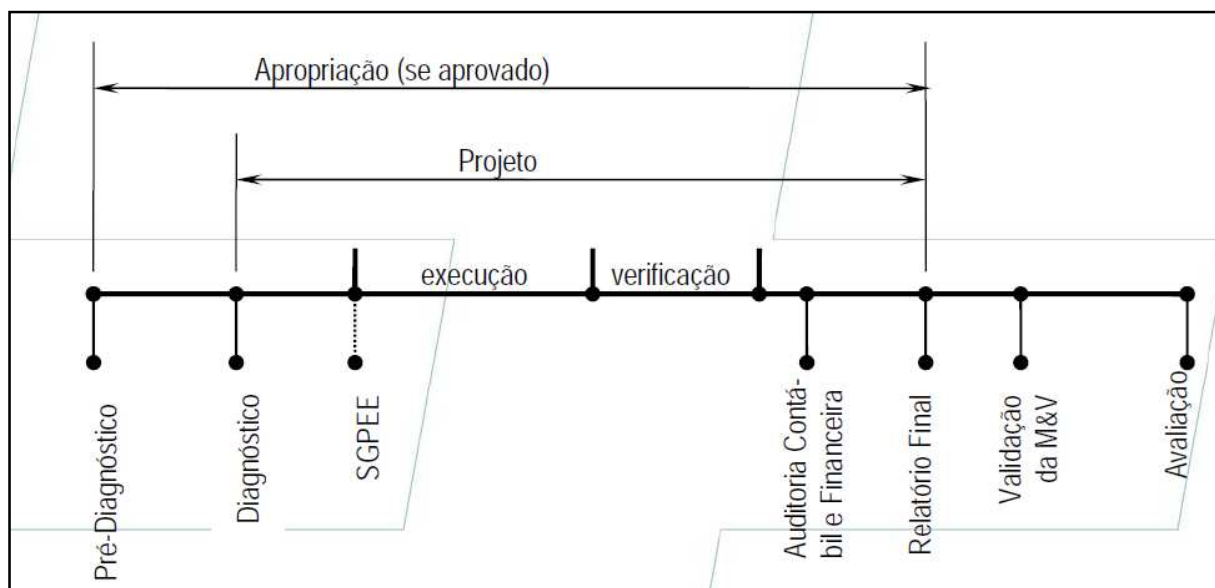 Apropriação (se aprovado)
Projeto
execução
verificação
Pré-Diagnóstico
Diagnóstico
SGPEE
Auditoria Contá-
bil e Financeira
Relatório Final
Validação
da M&V
Avaliação